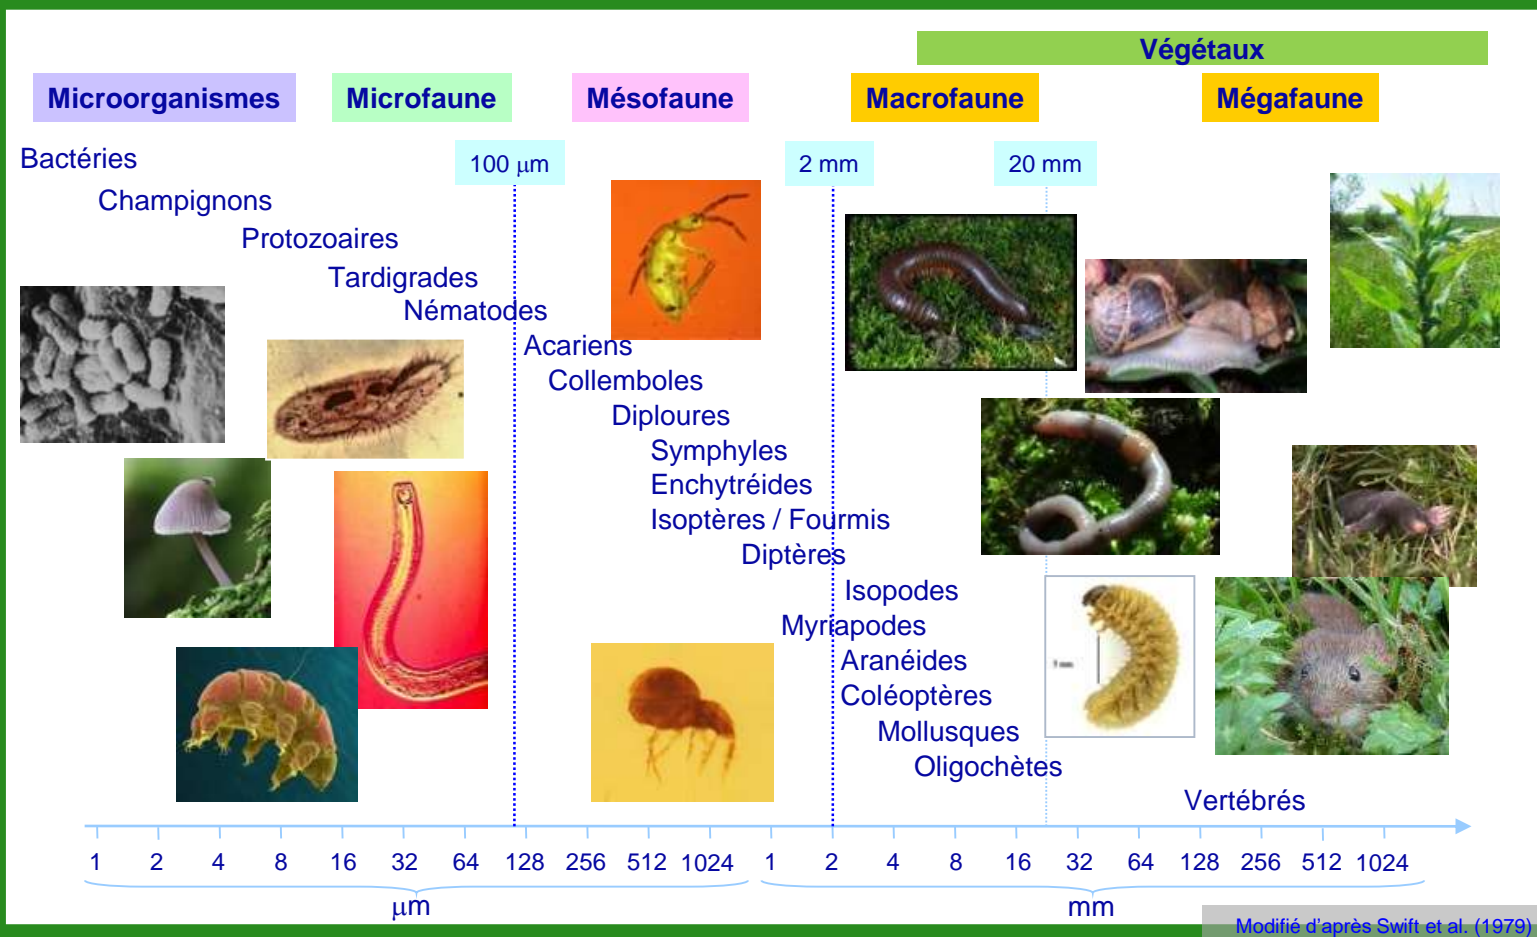 Végétaux
Microorganismes
Microfaune
Mésofaune
Macrofaune
Mégafaune
Bactéries
100 µm
2 mm
20 mm
Champignons
Protozoaires
Tardigrades
Nématodes
Acariens
Collemboles
Diploures
Symphyles
Enchytréides
Isoptères / Fourmis
Diptères
Isopodes
Myriapodes
Aranéides
Coléoptères
Mollusques
Oligochètes
Vertébrés
1 2 4 8 16 32 64 128 256 512 1024 1 2 4 8 16 32 64 128 256 512 1024
µm
mm
Modifié d'après Swift et al. (1979)